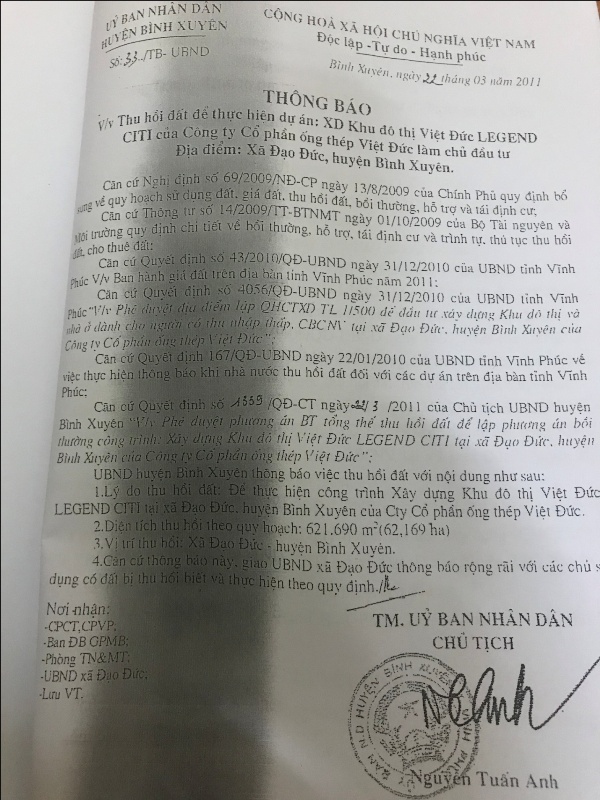 UỶ BAN NHÂN DÂN
HUYỆN BÌNH XUYÊN
Số: 33./TB- UBND
CỘNG HOÀ XÃ HỘI CHỦ NGHĨA VIỆT NAM
Độc lập -Tự do - Hạnh phúc
Bình Xuyên, ngày 22 tháng 03 năm 2011
THÔNG BÁO
V/v Thu hồi đất để thực hiện dự án: XD Khu đô thị Việt Đức LEGEND
CITI của Công ty Cổ phần ống thép Việt Đức làm chủ đầu tư
Địa điểm: Xã Đạo Đức, huyện Bình Xuyên.
Căn cứ Nghị định số 69/2009/NĐ-CP ngày 13/8/2009 của Chính Phủ quy định bổ
sung về quy hoạch sử dụng đất, giá đất, thu hồi đất, bồi thường, hỗ trợ và tái định cư;
Căn cứ Thông tư số 14/2009/TT-BTNMT ngày 01/10/2009 của Bộ Tài nguyên và
Môi trường quy định chi tiết về bồi thường, hỗ trợ, tái định cư và trình tự, thủ tục thu hồi
đất, cho thuê đất;
Căn cứ Quyết định số 43/2010/QĐ-UBND ngày 31/12/2010 của UBND tỉnh Vĩnh
Phúc V/v Ban hành giá đất trên địa bàn tỉnh Vĩnh Phúc năm 2011;
Căn cứ Quyết định số 4056/QĐ-UBND ngày 31/12/2010 của UBND tỉnh Vĩnh
Phúc "V/v Phê duyệt địa điểm lập QHCTXD TL 1/500 để đầu tư xây dựng Khu đô thị và
nhà ở dành cho người có thu nhập thấp, CBCNV tại xã Đạo Đức, huyện Bình Xuyên của
Công ty Cổ phần ống thép Việt Đức";
Căn cứ Quyết định 167/QĐ-UBND ngày 22/01/2010 của UBND tỉnh Vĩnh Phúc về
việc thực hiện thông báo khi nhà nước thu hồi đất đối với các dự án trên địa bàn tỉnh Vĩnh
Phúc;
Căn cứ Quyết định số 1359 /QĐ-CT ngày 22/3 /2011 của Chủ tịch UBND huyện
Bình Xuyên "V/v Phê duyệt phương án BT tổng thể thu hồi đất để lập phương án bồi
thường công trình: Xây dựng Khu đô thị Việt Đức LEGEND CITI tại xã Đạo Đức, huyện
Bình Xuyên của Công ty Cổ phần ống thép Việt Đức";
UBND huyện Bình Xuyên thông báo việc thu hồi đất với nội dung như sau:
1.Lý do thu hồi đất: Để thực hiện công trình Xây dựng Khu đô thị Việt Đức
LEGEND CITI tại xã Đạo Đức, huyện Bình Xuyên của Cty Cổ phần ống thép Việt Đức.
2.Diện tích thu hồi theo quy hoạch: 621.690 m²(62,169 ha)
3.Vị trí thu hồi: Xã Đạo Đức - huyện Bình Xuyên.
4.Căn cứ thông báo này, giao UBND xã Đạo Đức thông báo rộng rãi với các chủ s
dụng có đất bị thu hồi biết và thực hiện theo quy định./.
Nơi nhận:
-CPCT,CPVP;
-Ban ĐB GPMB;
-Phòng TN&MT;
-UBND xã Đạo Đức;
-Lưu VT.
TM. UỶ BAN NHÂN DÂN
CHỦ TỊCH
Nguyễn Tuấn Anh